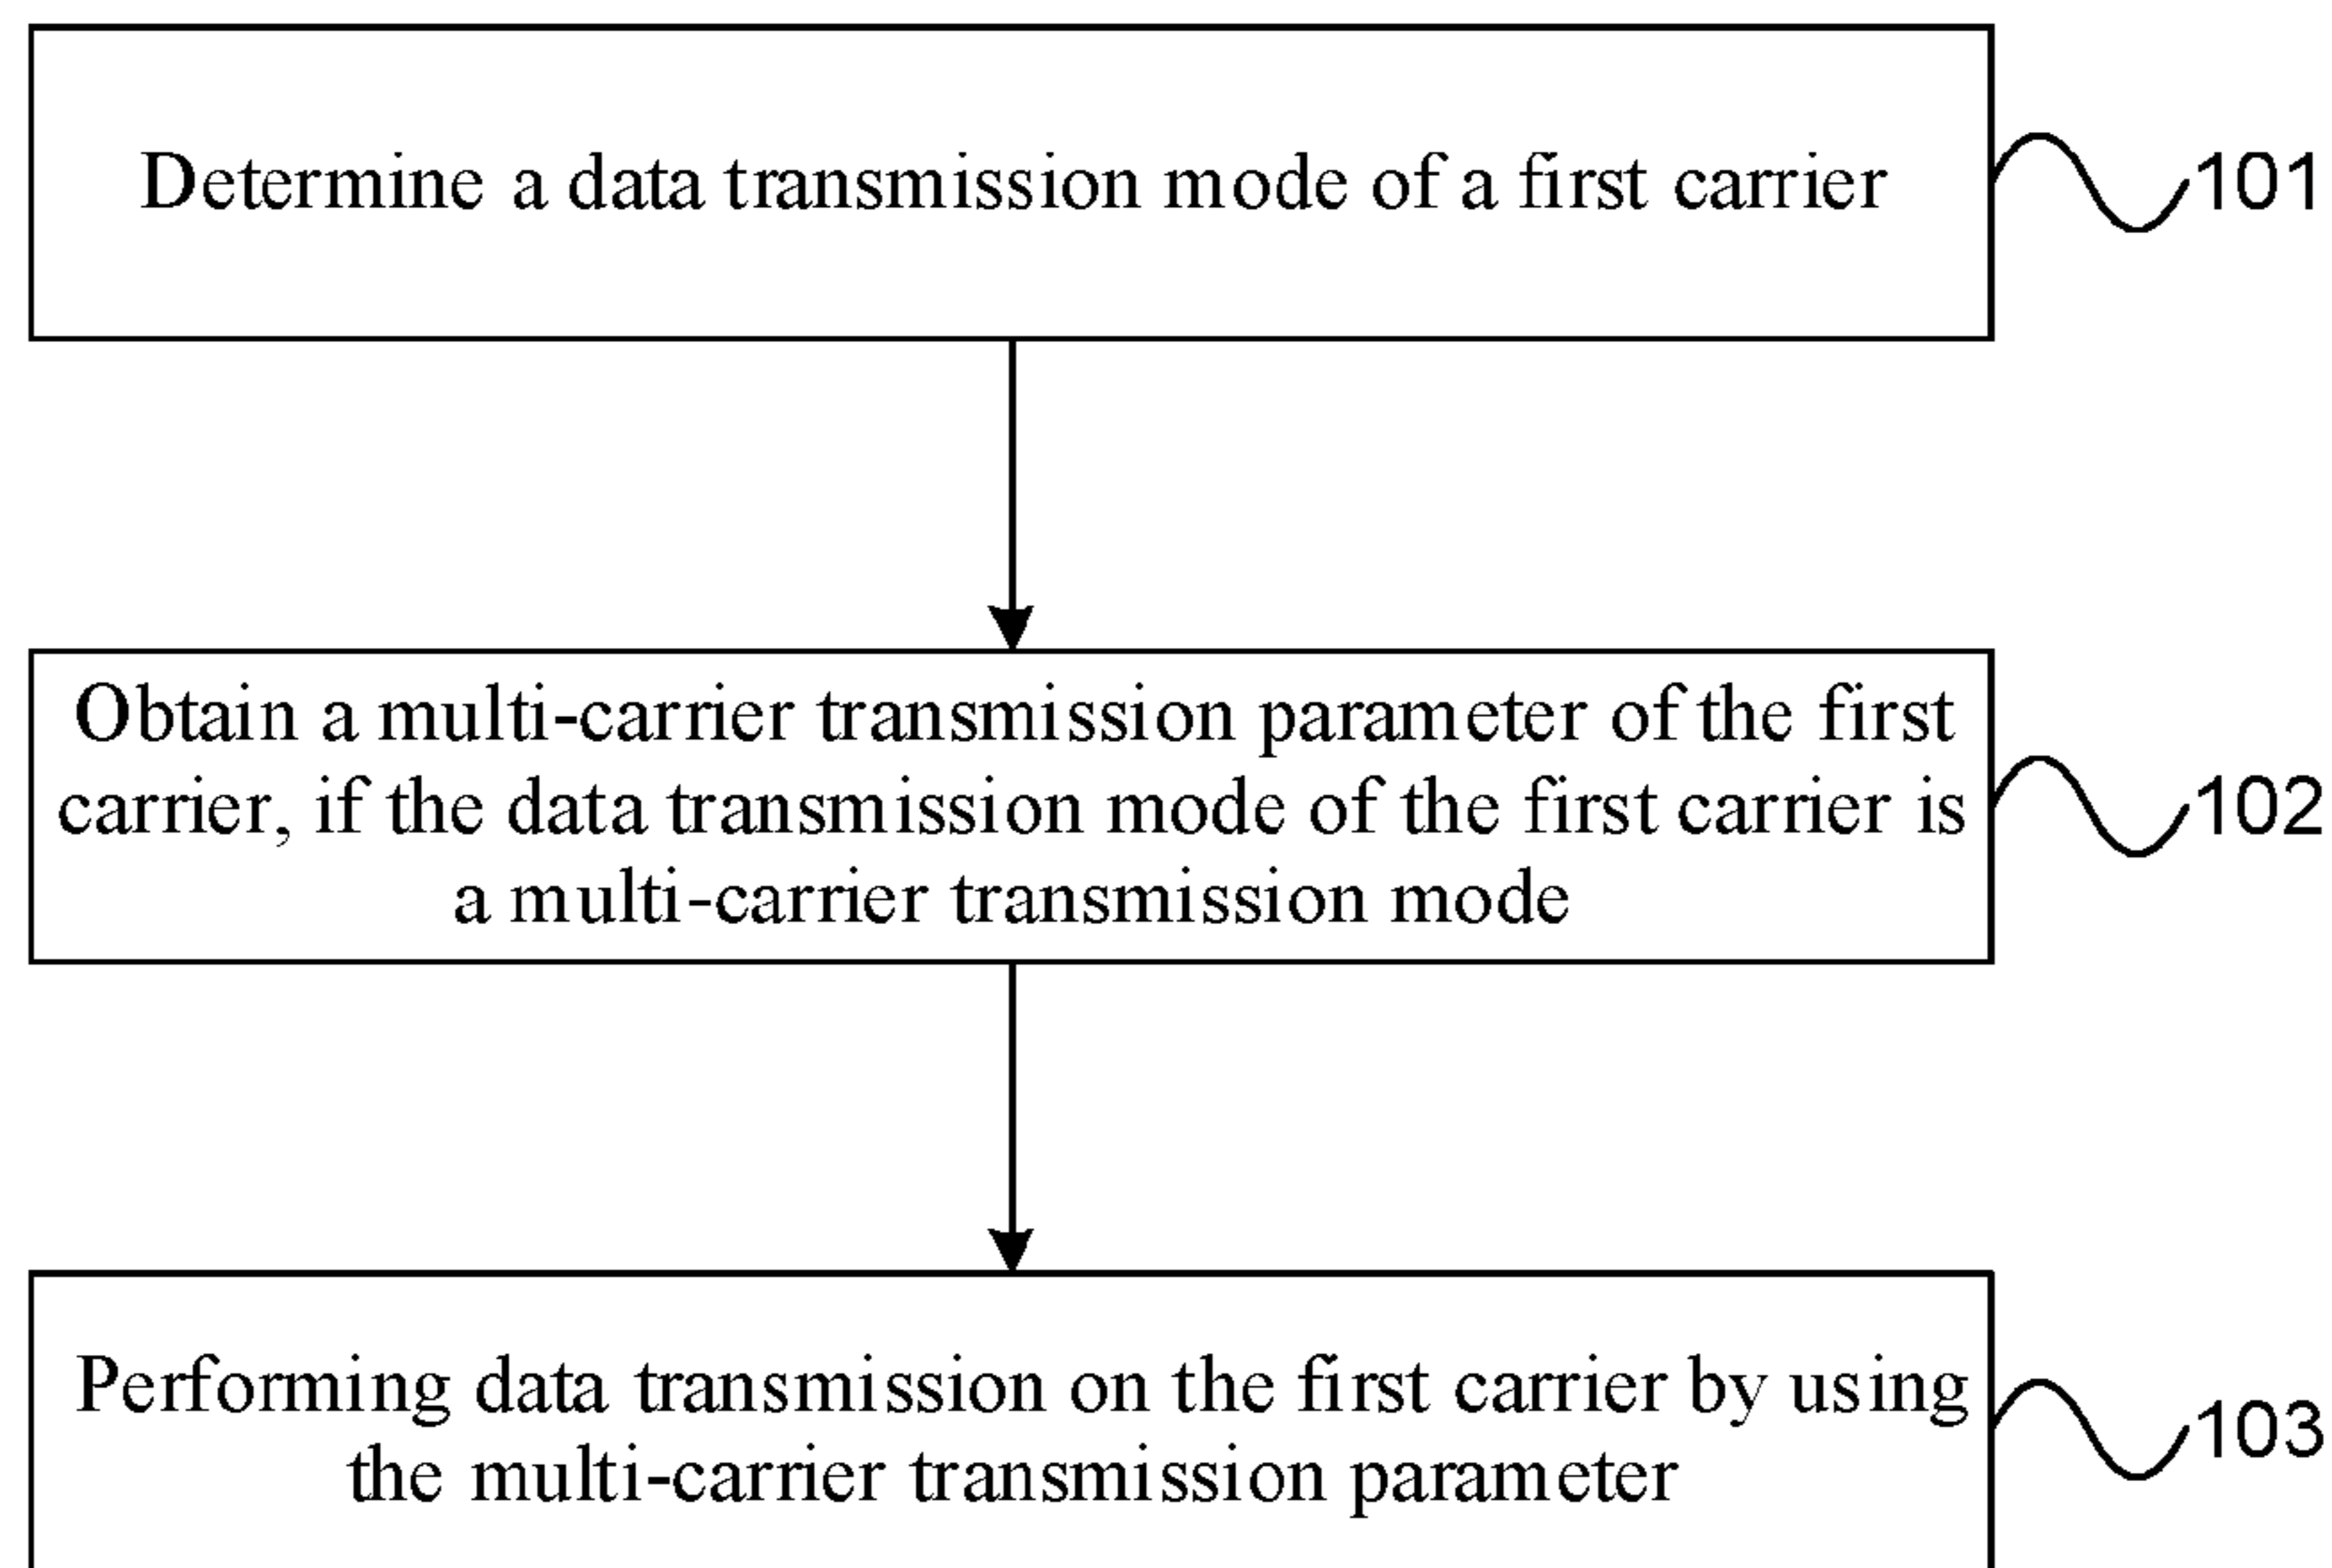 Determine a data transmission mode of a first carrier
101
Obtain a multi-carrier transmission parameter of the first
carrier, if the data transmission mode of the first carrier is
a multi-carrier transmission mode
102
Performing data transmission on the first carrier by using
the multi-carrier transmission parameter
103